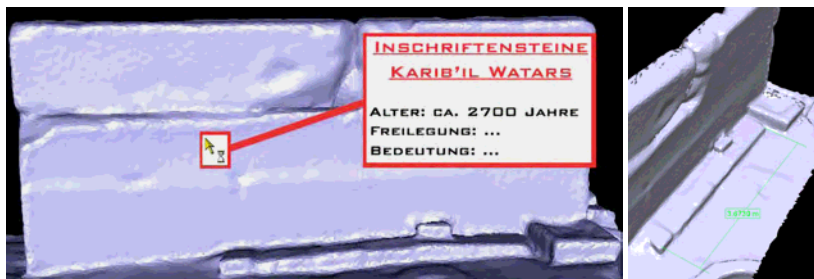 INSCHRIFTENSTEINE
KARIB'IL WATARS
ALTER: CA. 2700 JAHRE
FREILEGUNG: ...
BEDEUTUNG: ...